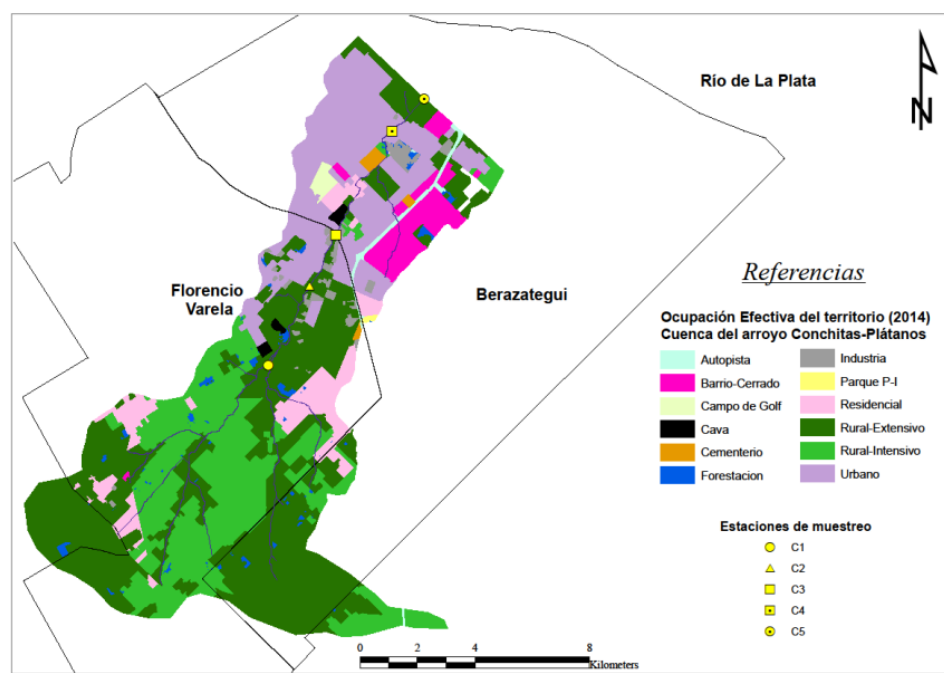 Río de La Plata
N
Florencio
Varela
Berazategui
Referencias
Ocupación Efectiva del territorio (2014)
Cuenca del arroyo Conchitas-Plátanos
Autopista
Barrio-Cerrado
Campo de Golf
Cava
Cementerio
Forestacion
Industria
Parque P-I
Residencial
Rural-Extensivo
Rural-Intensivo
Urbano
Estaciones de muestreo
C1
C2
C3
C4
C5
0 2 4 8
Kilometers